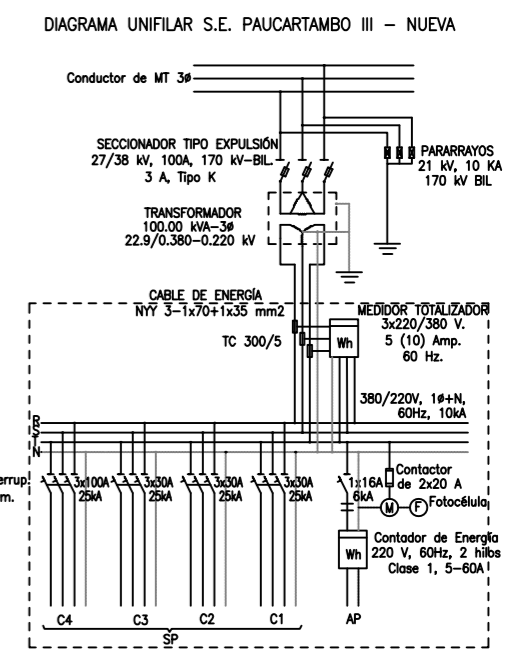 DIAGRAMA UNIFILAR S.E. PAUCARTAMBO III – NUEVA
Conductor de MT 3ø
SECCIONADOR TIPO EXPULSIÓN
27/38 kV, 100A, 170 kV-BIL.
3 A, Tipo K
PARARRAYOS
21 kV, 10 KA
170 kV BIL
TRANSFORMADOR
100.00 kVA-3ø
22.9/0.380-0.220 kV
CABLE DE ENERGÍA
NYY 3-1x70+1x35 mm2
MEDIDOR TOTALIZADOR
3x220/380 V.
5 (10) Amp.
60 Hz.
TC 300/5
Wh
380/220V, 1ø+N,
60Hz, 10kA
R
S
T
N
3x100A
25kA
3x30A
25kA
3x30A
25kA
3x30A
25kA
1x16A
6kA
Contactor
de 2x20 A
M
F
Fotocélula
Wh
Contador de Energía
220 V, 60Hz, 2 hilos
Clase 1, 5-60A
C4
C3
C2
C1
AP
SP